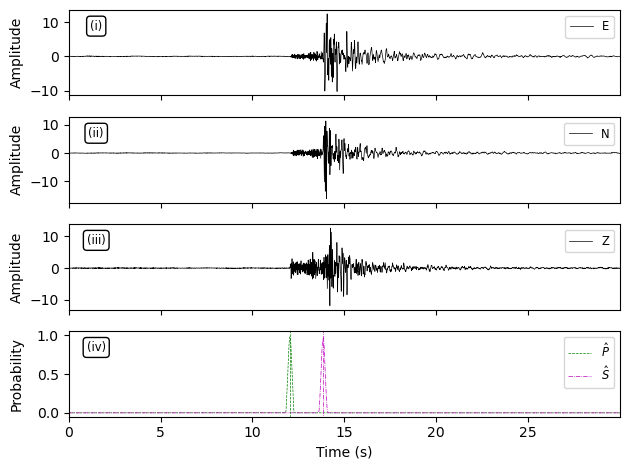 Amplitude
10
0
−10
(i)
E
Amplitude
10
0
−10
(ii)
N
Amplitude
10
0
−10
(iii)
Z
Probability
1.0
0.5
0.0
(iv)
P̂
Ŝ
0 5 10 15 20 25
Time (s)